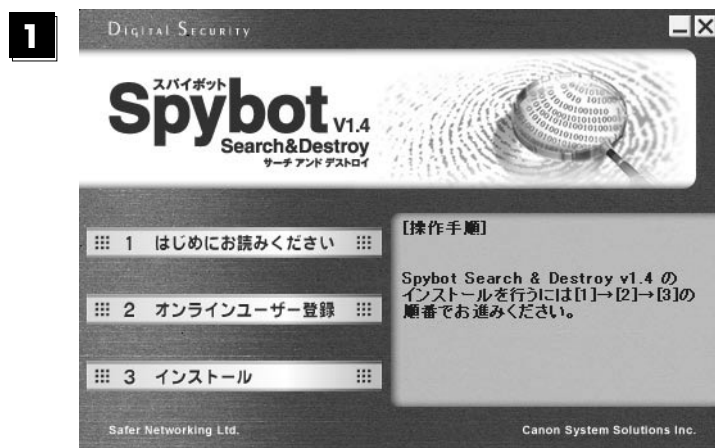 1
Digital Security
スパイボット
Spybot V1.4
Search&Destroy
サーチ アンド デストロイ
1 はじめにお読みください
2 オンラインユーザー登録
3 インストール
[操作手順]
Spybot Search & Destroy v1.4 の
インストールを行うには[1]→[2]→[3]の
順番でお進みください。
Safer Networking Ltd.
Canon System Solutions Inc.